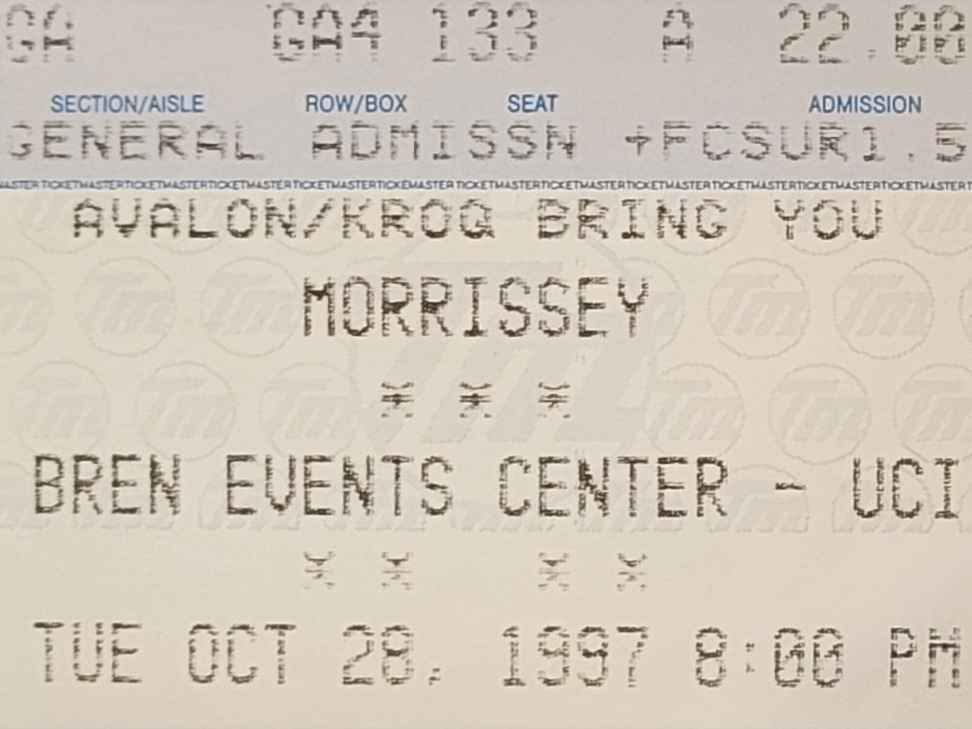 GA GA4 133 A 22.00
SECTION/AISLE ROW/BOX SEAT ADMISSION
GENERAL ADMISSN +FCSUR1.5
TICKETMASTERTICKETMASTERTICKETMASTERTICKETMASTERTICKETMASTER
AVALON/KROQ BRING YOU
MORRISSEY
* * *
BREN EVENTS CENTER - UCI
* * * *
TUE OCT 28, 1997 8:00 PM